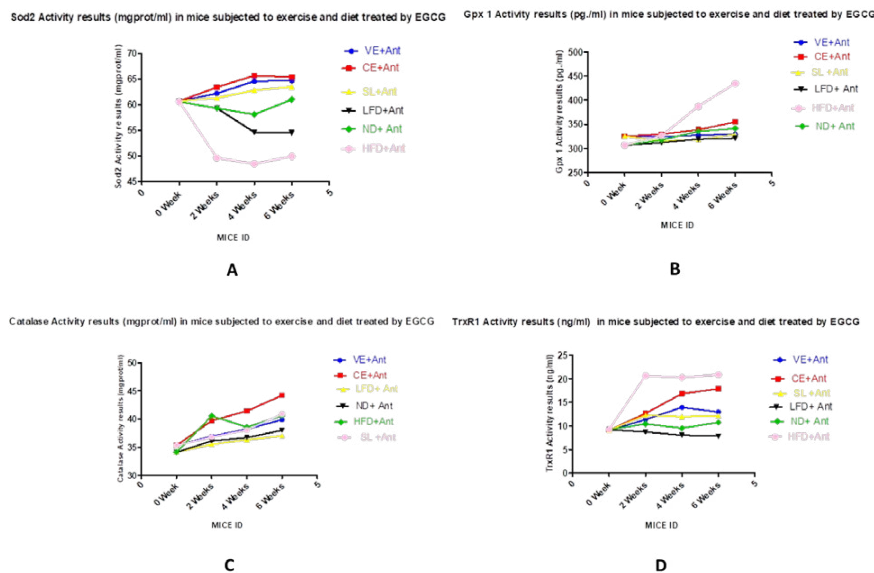 Sod2 Activity results (mgprot/ml) in mice subjected to exercise and diet treated by EGCG
Sod2 Activity results (mgprot/ml)
70
65
60
55
50
45
0
0 Week
2 Weeks
4 Weeks
6 Weeks
5
MICE ID
VE+Ant
CE+Ant
SL+Ant
LFD+Ant
ND+ Ant
HFD+Ant
A
Gpx 1 Activity results (pg./ml) in mice subjected to exercise and diet treated by EGCG
Gpx 1 Activity results (pg./ml)
450
400
350
300
250
0
0 Week
2 Weeks
4 Weeks
6 Weeks
5
MICE ID
VE+Ant
CE+Ant
SL+Ant
LFD+ Ant
HFD+Ant
ND+ Ant
B
Catalase Activity results (mgprot/ml) in mice subjected to exercise and diet treated by EGCG
Catalase Activity results (mgprot/ml)
50
45
40
35
30
0
0 Week
2 Weeks
4 Weeks
6 Weeks
5
MICE ID
VE+Ant
CE+Ant
LFD+ Ant
ND+ Ant
HFD+Ant
SL +Ant
C
TrxR1 Activity results (ng/ml) in mice subjected to exercise and diet treated by EGCG
TrxR1 Activity results (ng/ml)
25
20
15
10
5
0
0
0 Week
2 Weeks
4 Weeks
6 Weeks
5
MICE ID
VE+Ant
CE+Ant
SL+Ant
LFD+ Ant
ND+ Ant
HFD+Ant
D